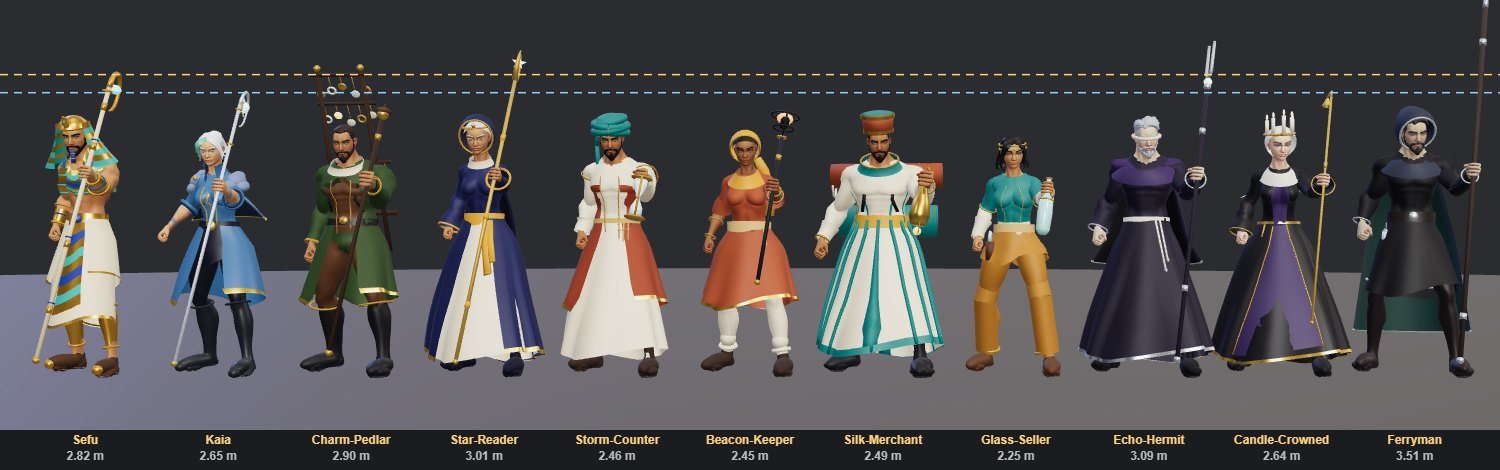 Sefu Kaia Charm-Pedlar Star-Reader Storm-Counter Beacon-Keeper Silk-Merchant Glass-Seller Echo-Hermit Candle-Crowned Ferryman
2.82 m 2.65 m 2.90 m 3.01 m 2.46 m 2.45 m 2.49 m 2.25 m 3.09 m 2.64 m 3.51 m